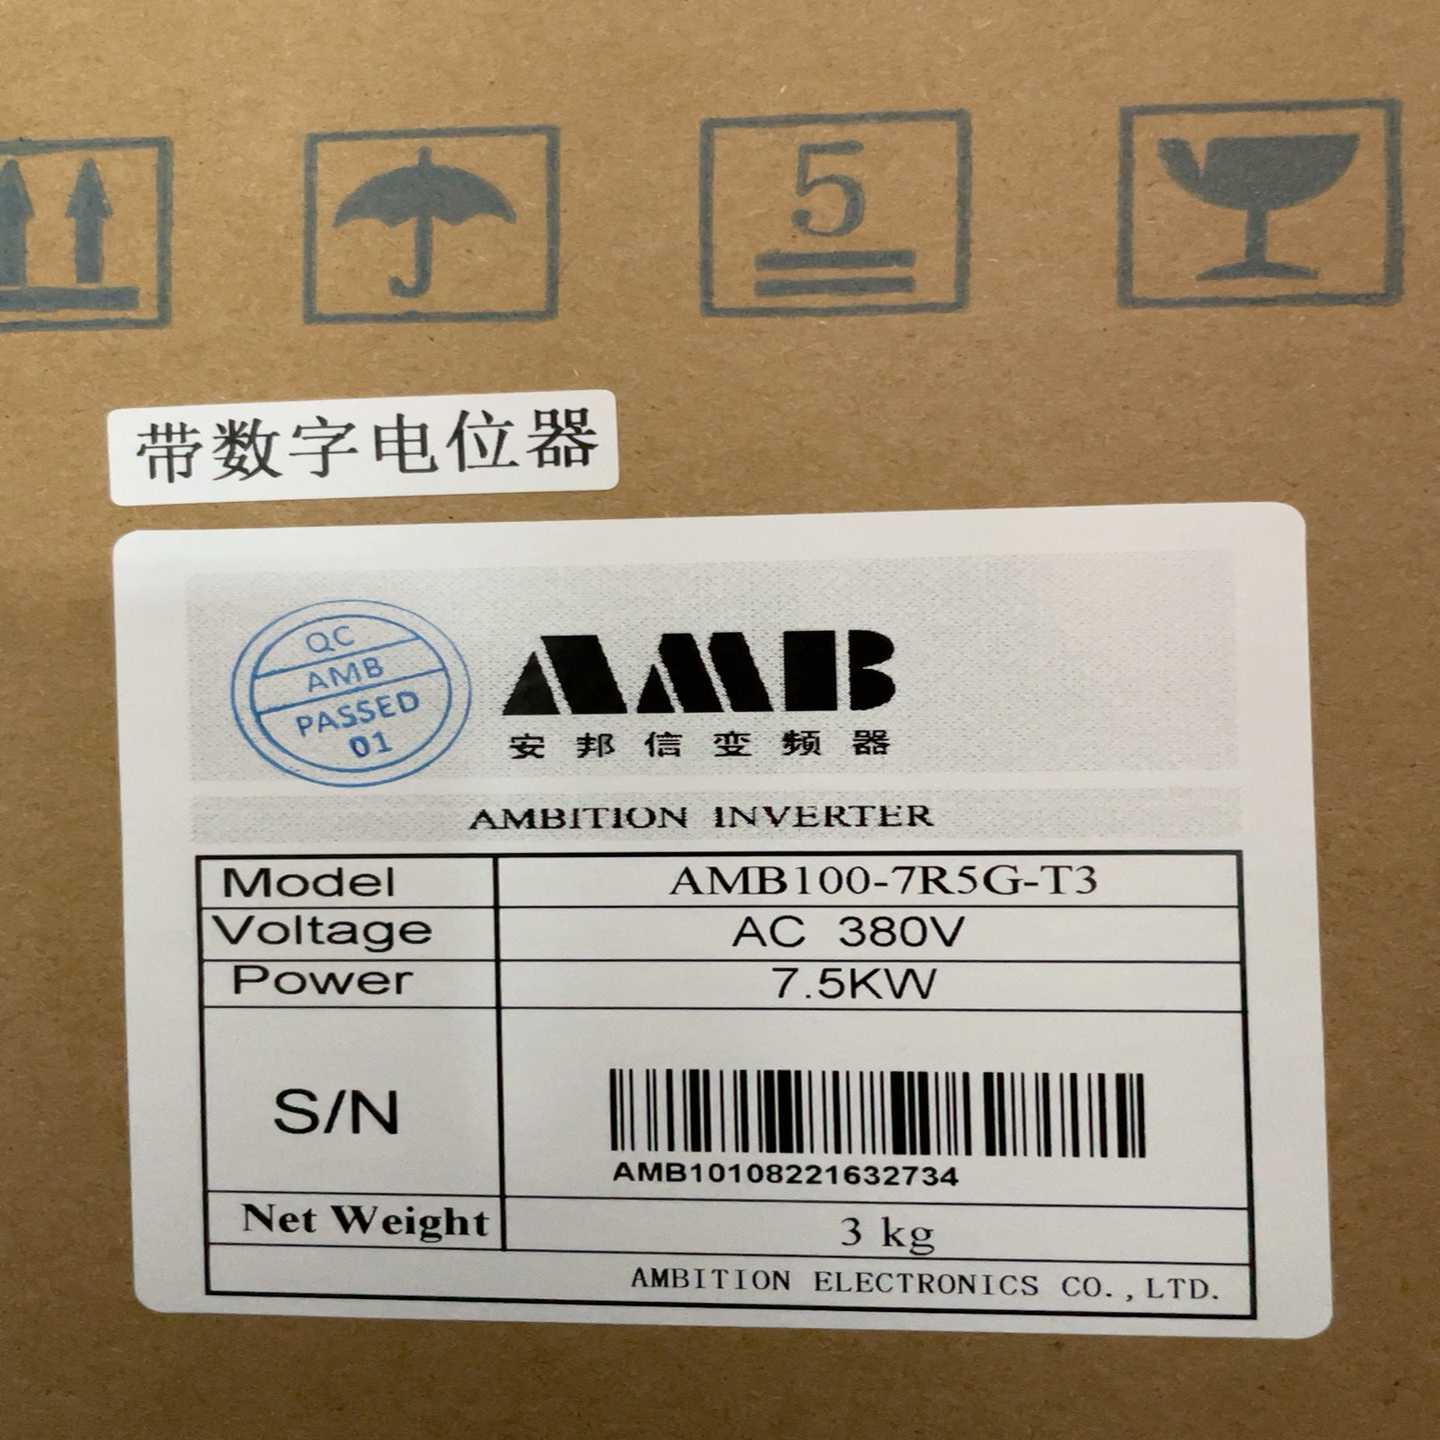 5
带数字电位器
QC
AMB
PASSED
01
AMB
安邦信变频器
AMBITION INVERTER
Model AMB100-7R5G-T3
Voltage AC 380V
Power 7.5KW
S/N
AMB10108221632734
Net Weight 3 kg
AMBITION ELECTRONICS CO.,LTD.